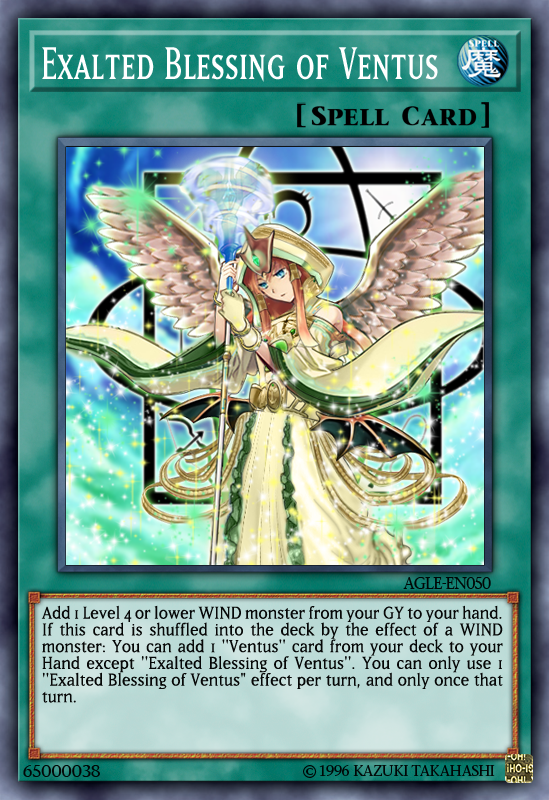 Exalted Blessing of Ventus
SPELL
魔
[Spell Card]
AGLE-EN050
Add 1 Level 4 or lower WIND monster from your GY to your hand.
If this card is shuffled into the deck by the effect of a WIND
monster: You can add 1 "Ventus" card from your deck to your
Hand except "Exalted Blessing of Ventus". You can only use 1
"Exalted Blessing of Ventus" effect per turn, and only once that
turn.
65000038
© 1996 KAZUKI TAKAHASHI